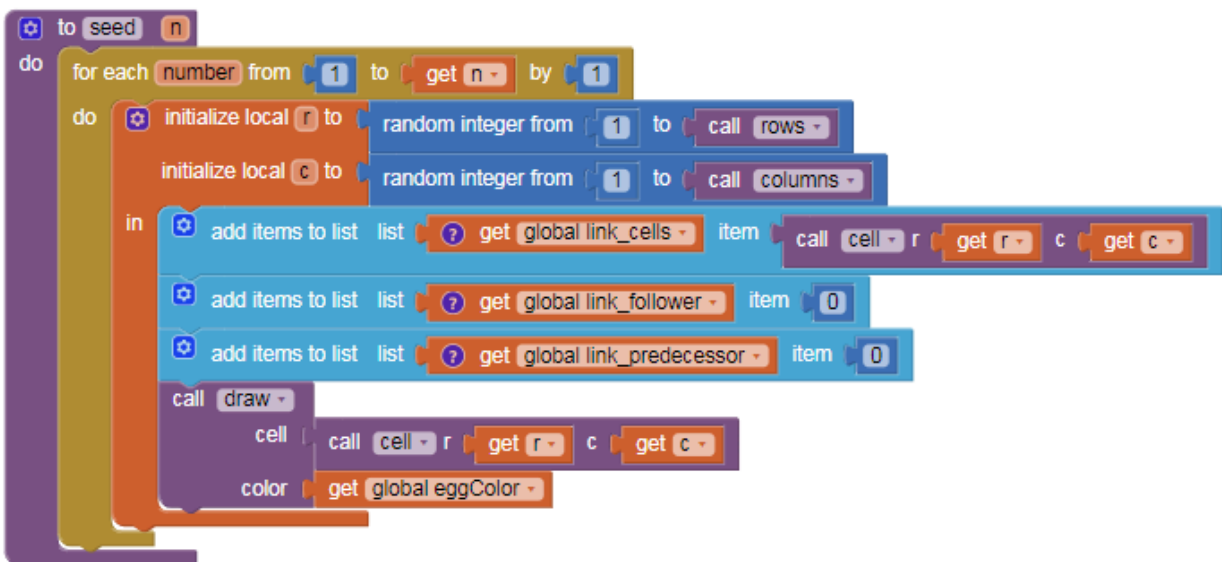 to seed n
do
for each number from 1 to get n by 1
do
initialize local r to random integer from 1 to call rows
initialize local c to random integer from 1 to call columns
in
add items to list list ? get global link_cells item call cell r get r c get c
add items to list list ? get global link_follower item 0
add items to list list ? get global link_predecessor item 0
call draw
cell call cell r get r c get c
color get global eggColor